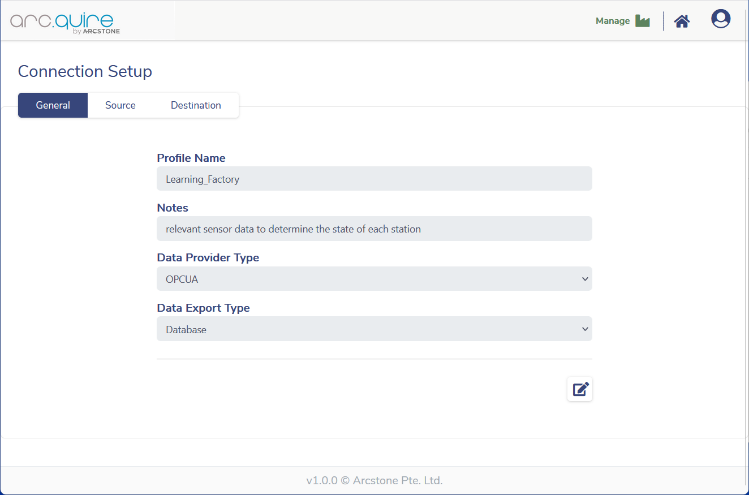 arc.quire
by ARCSTONE
Manage
Connection Setup
General
Source
Destination
Profile Name
Learning_Factory
Notes
relevant sensor data to determine the state of each station
Data Provider Type
OPCUA
Data Export Type
Database
v1.0.0 © Arcstone Pte. Ltd.